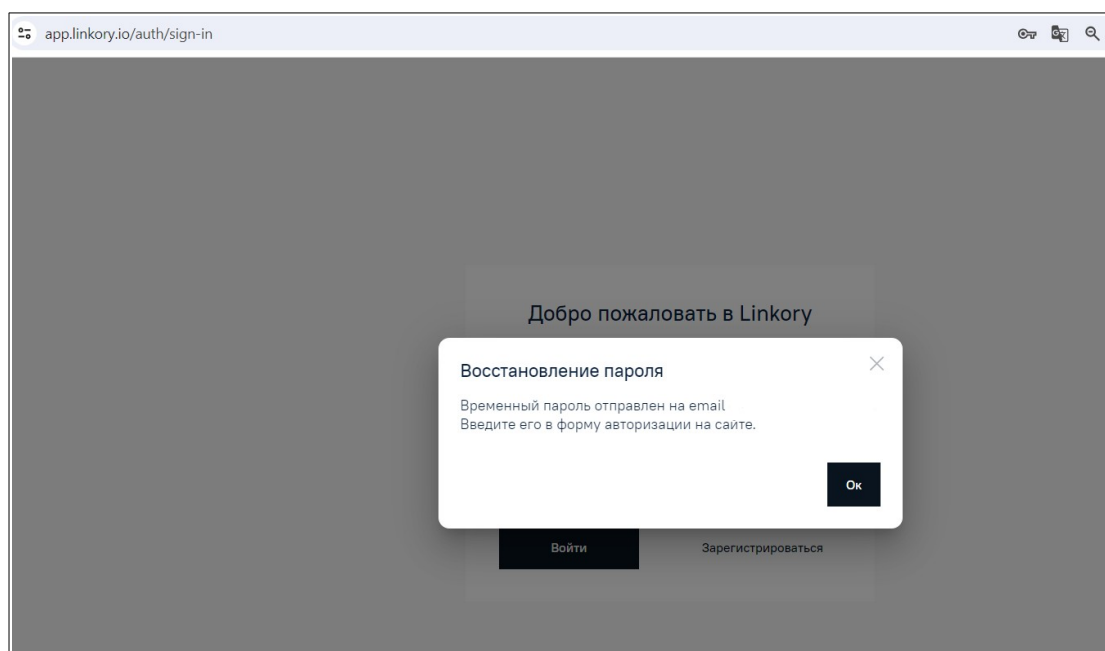 app.linkory.io/auth/sign-in
Добро пожаловать в Linkory
Восстановление пароля
Временный пароль отправлен на email
Введите его в форму авторизации на сайте.
Ок
Войти
Зарегистрироваться